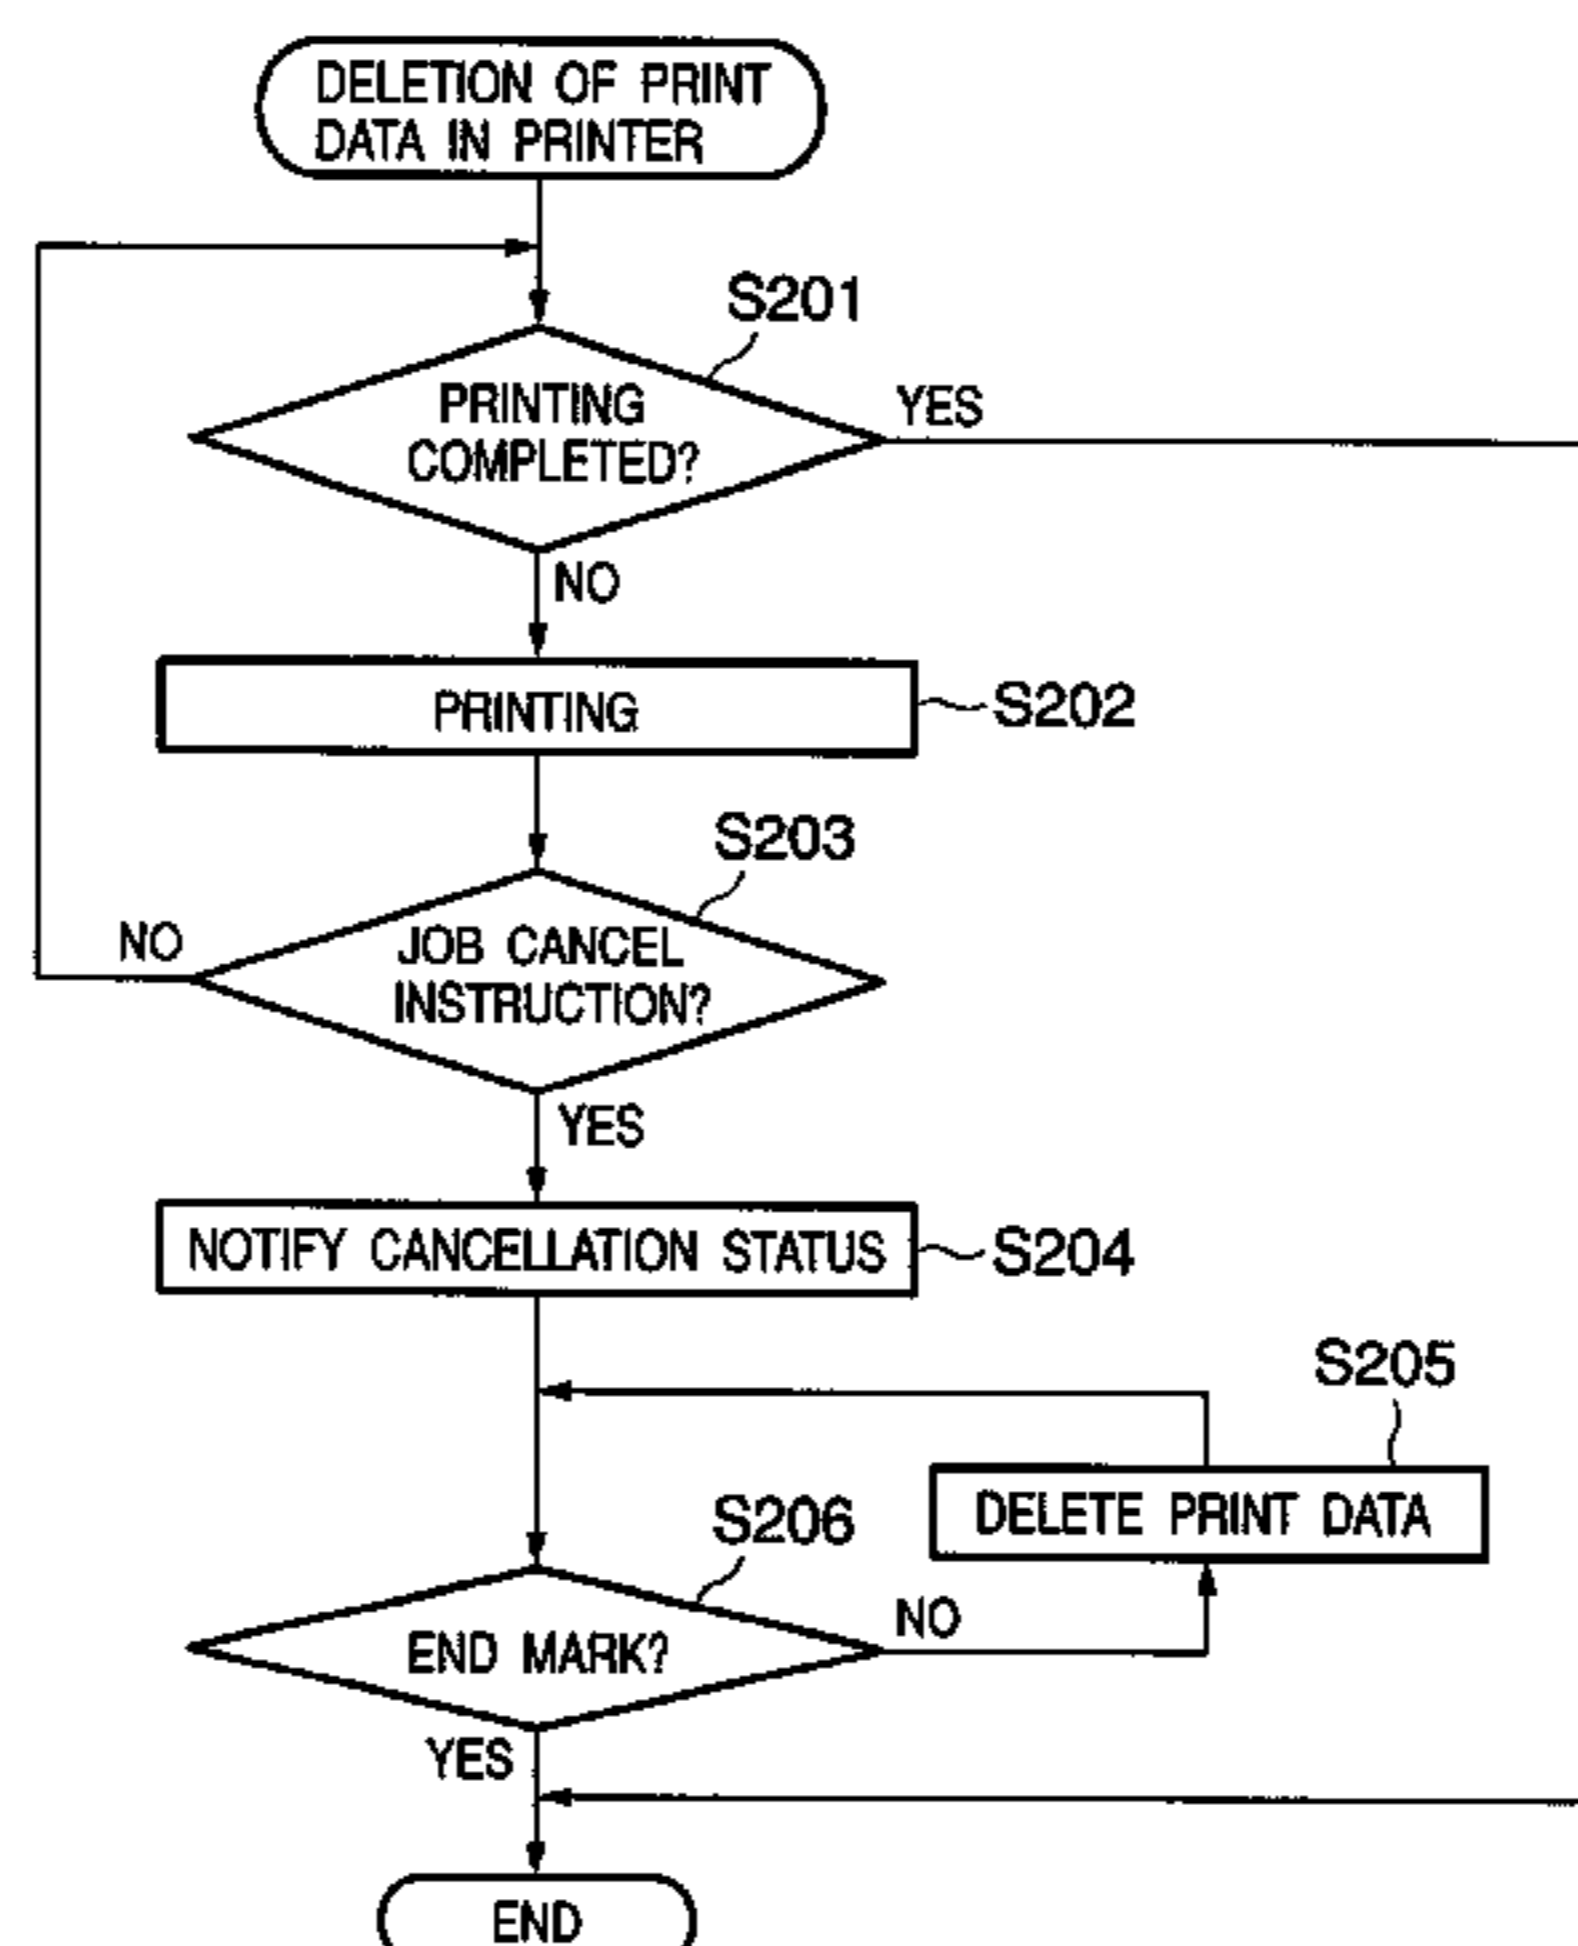 DELETION OF PRINT
DATA IN PRINTER
S201
PRINTING
COMPLETED?
YES
NO
PRINTING
S202
S203
JOB CANCEL
INSTRUCTION?
NO
YES
NOTIFY CANCELLATION STATUS
S204
S205
DELETE PRINT DATA
S206
END MARK?
NO
YES
END